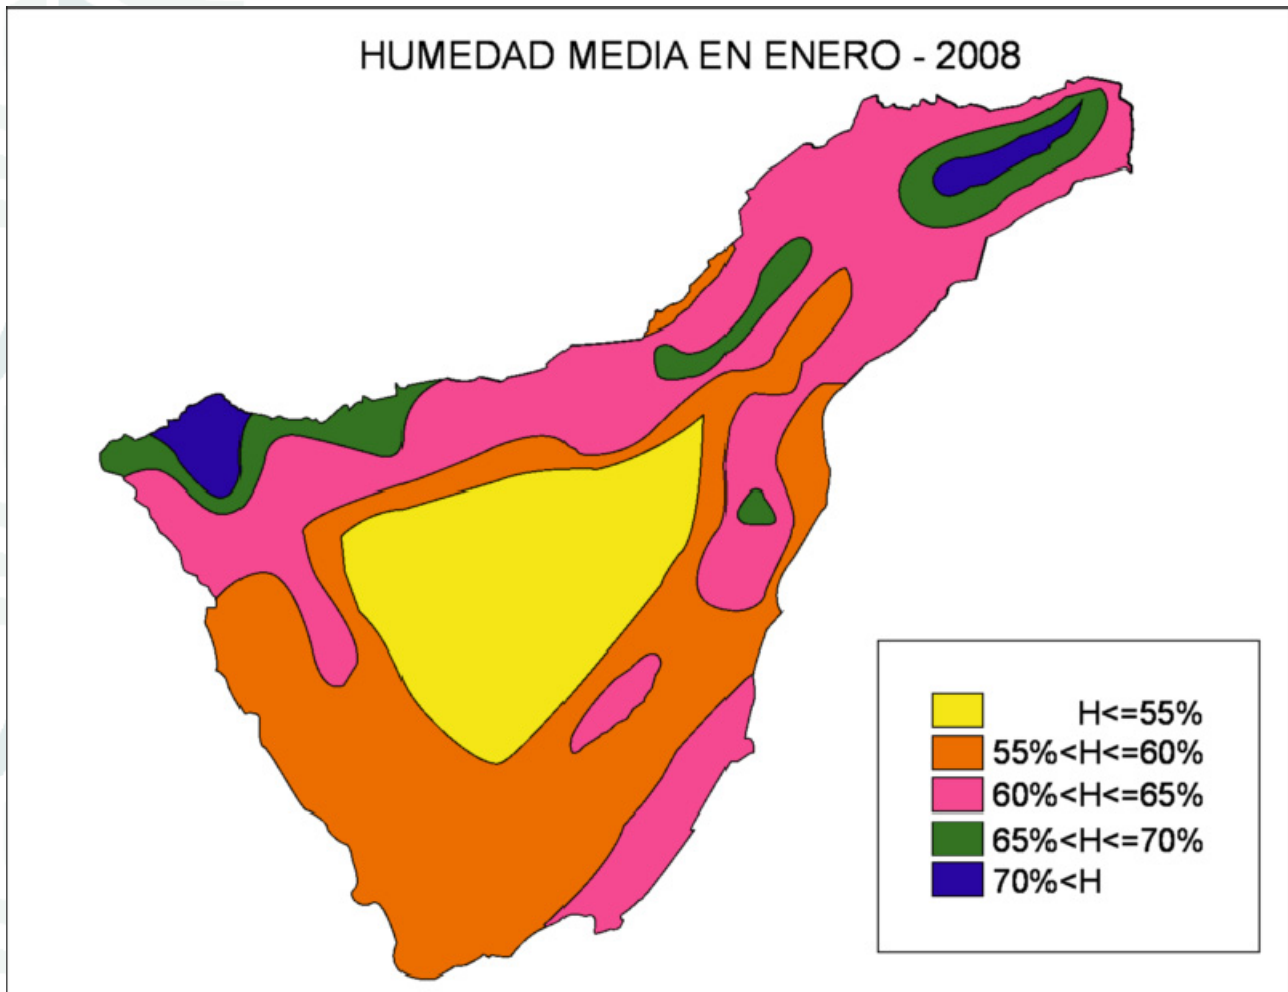 HUMEDAD MEDIA EN ENERO - 2008
H<=55%
55%<H<=60%
60%<H<=65%
65%<H<=70%
70%<H